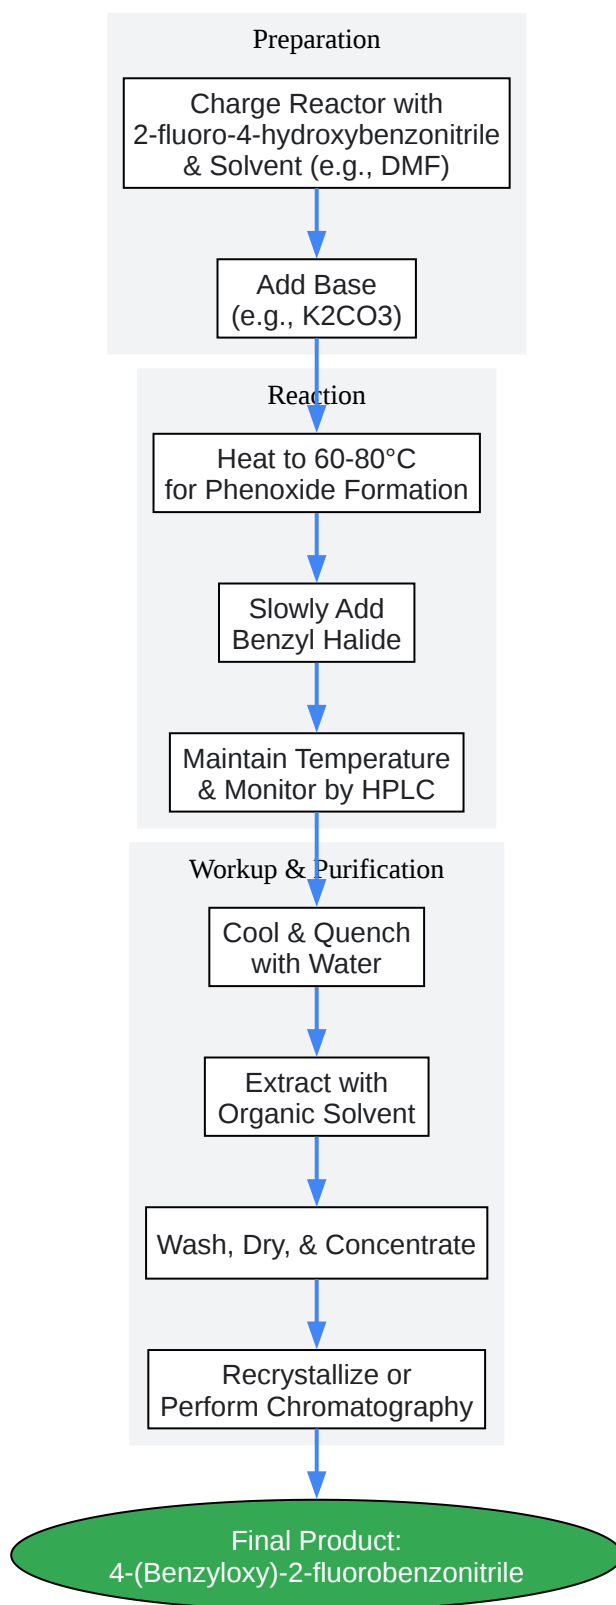 Preparation
Charge Reactor with
2-fluoro-4-hydroxybenzonitrile
& Solvent (e.g., DMF)
Add Base
(e.g., K2CO3)
Reaction
Heat to 60-80°C
for Phenoxide Formation
Slowly Add
Benzyl Halide
Maintain Temperature
& Monitor by HPLC
Workup & Purification
Cool & Quench
with Water
Extract with
Organic Solvent
Wash, Dry, & Concentrate
Recrystallize or
Perform Chromatography
Final Product:
4-(Benzyloxy)-2-fluorobenzonitrile